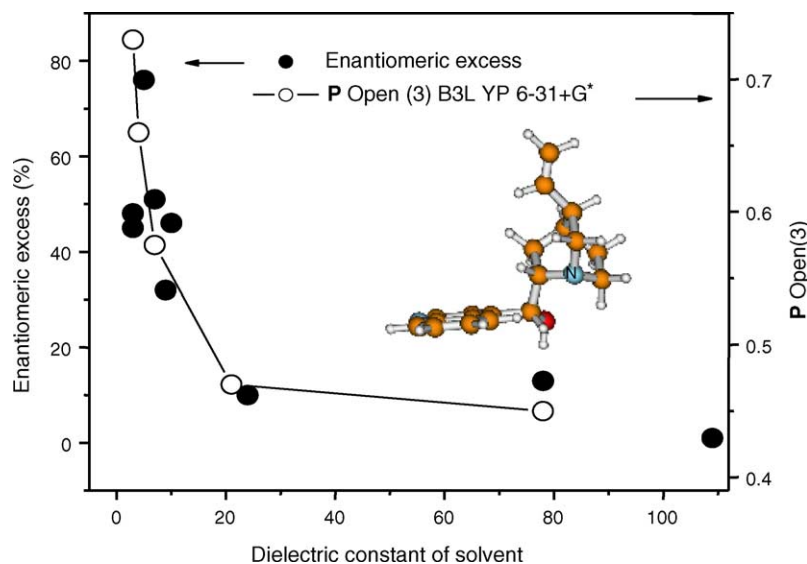 Enantiomeric excess
P Open (3) B3L YP 6-31+G*
Enantiomeric excess (%)
80
60
40
20
0
0.7
0.6
0.5
0.4
P Open(3)
N
0 20 40 60 80 100
Dielectric constant of solvent